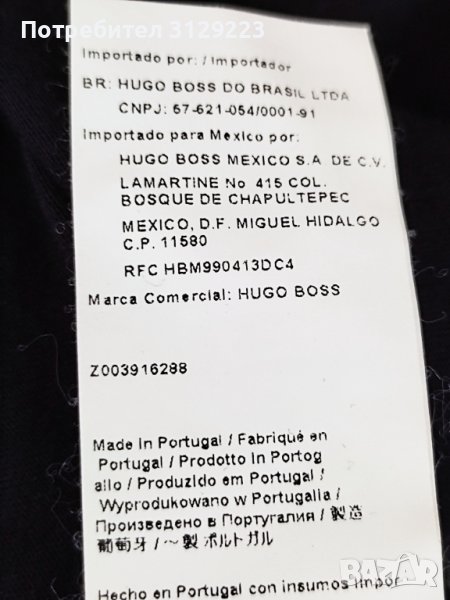 Потребител 3129223
Importado por: / Importador
BR: HUGO BOSS DO BRASIL LTDA
CNPJ: 67-621-054/0001-91
Importado para Mexico por:
HUGO BOSS MEXICO S.A. DE C.V.
LAMARTINE No 415 COL.
BOSQUE DE CHAPULTEPEC
MEXICO, D.F. MIGUEL HIDALGO
C.P. 11580
RFC HBM990413DC4
Marca Comercial: HUGO BOSS
Z003916288
Made In Portugal / Fabriqué en
Portugal / Prodotto In Portog
allo / Produzido em Portugal /
Wyprodukowano w Portugalia /
Произведено в Португалия / 製造
葡萄牙 / ～製 ポルトガル
Hecho en Portugal con insumos Impor
BAZAR